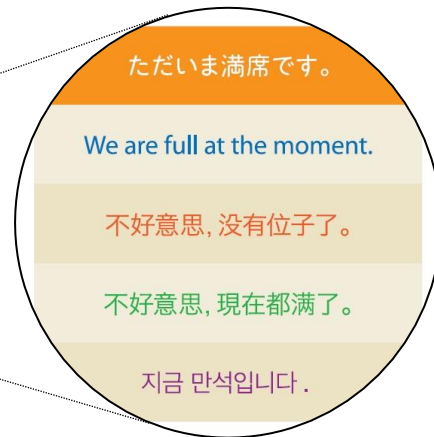 ただいま満席です。
We are full at the moment.
不好意思, 没有位子了。
不好意思, 現在都满了。
지금 만석입니다 .